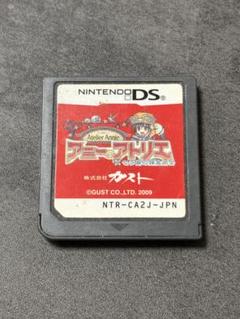 NINTENDO DS
Atelier Annie
アニーのアトリエ
株式会社ガスト
©GUST CO.,LTD. 2009
NTR-CA2J-JPN